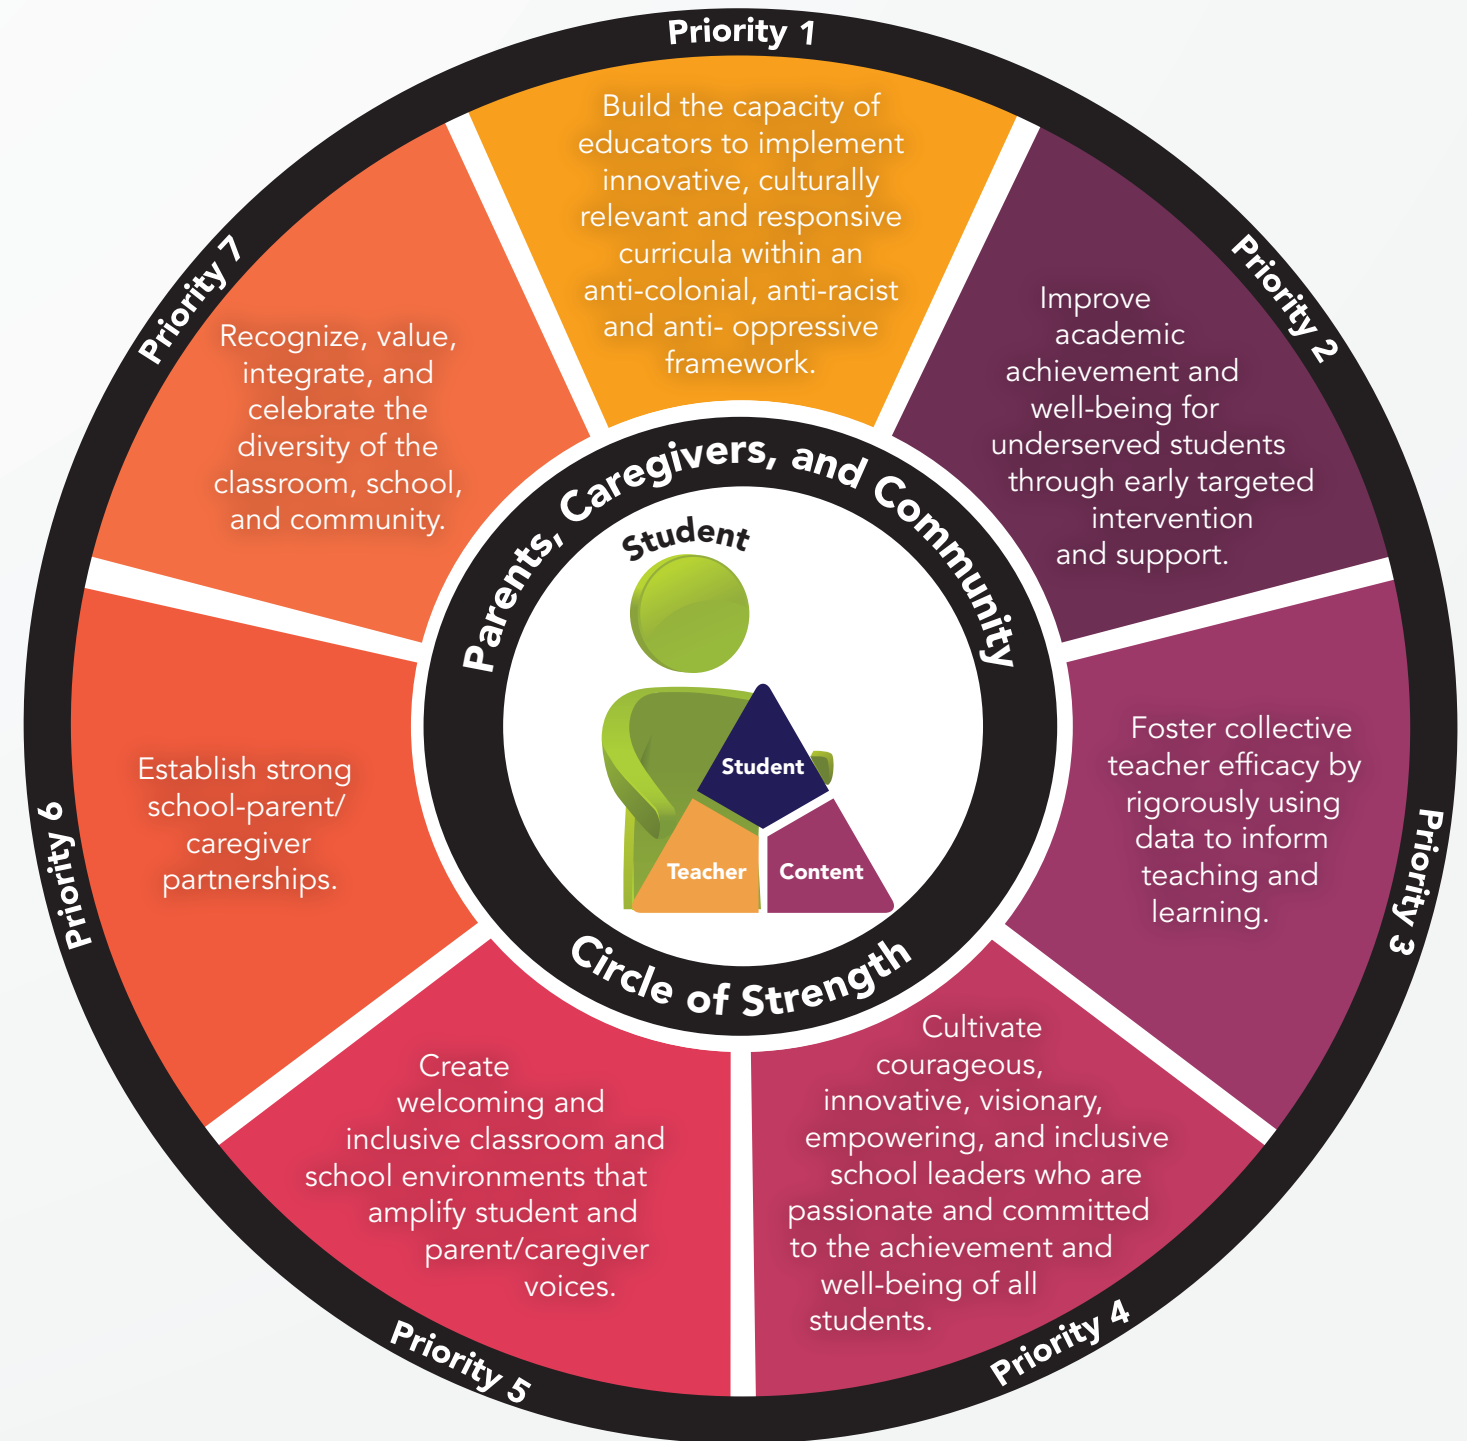 Priority 1
Build the capacity of
educators to implement
innovative, culturally
relevant and responsive
curricula within an
anti-colonial, anti-racist
and anti- oppressive
framework.
Priority 2
Improve
academic
achievement and
well-being for
underserved students
through early targeted
intervention
and support.
Priority 3
Foster collective
teacher efficacy by
rigorously using
data to inform
teaching and
learning.
Priority 4
Cultivate
courageous,
innovative, visionary,
empowering, and inclusive
school leaders who are
passionate and committed
to the achievement and
well-being of all
students.
Priority 5
Create
welcoming and
inclusive classroom and
school environments that
amplify student and
parent/caregiver
voices.
Priority 6
Establish strong
school-parent/
caregiver
partnerships.
Priority 7
Recognize, value,
integrate, and
celebrate the
diversity of the
classroom, school,
and community.
Parents, Caregivers, and Community
Student
Student
Teacher
Content
Circle of Strength